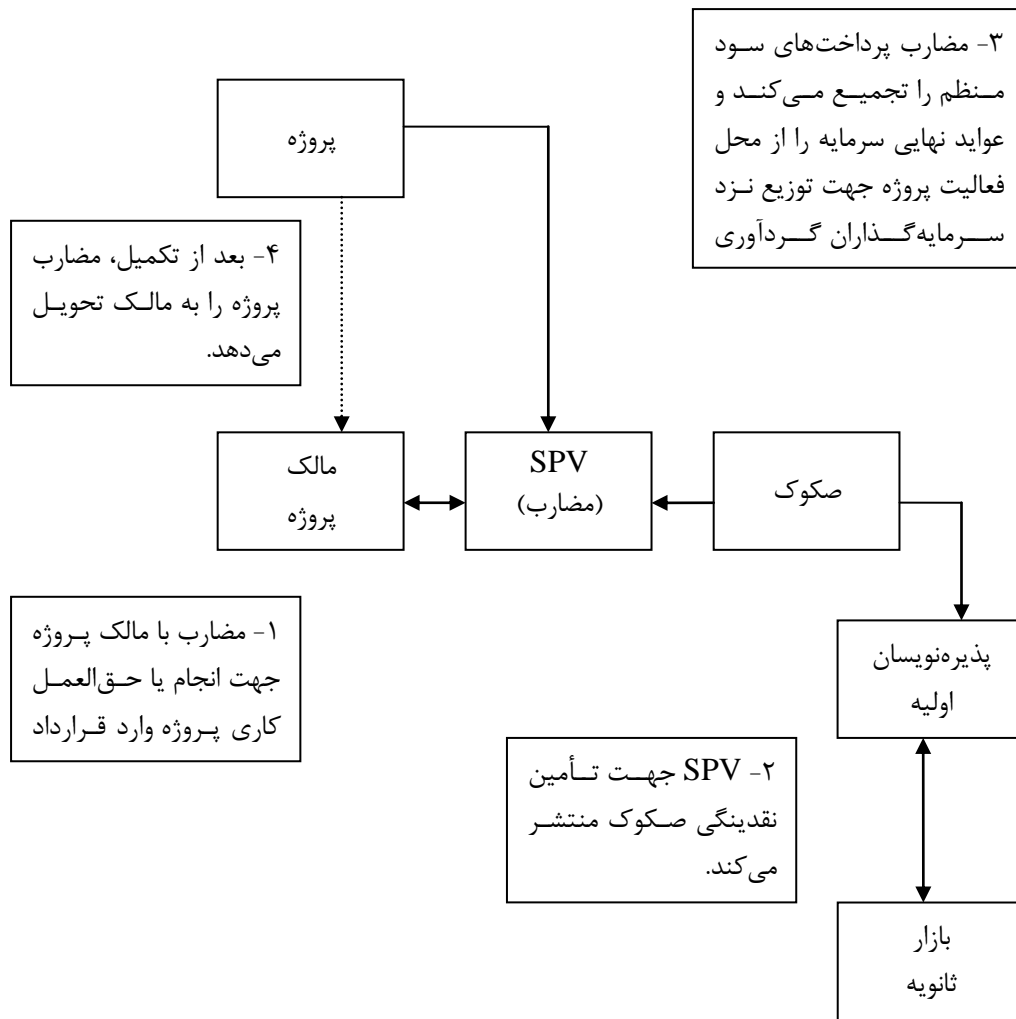 ۳- مضارب پرداخت‌های سود
منظم را تجمیع می‌کند و
عواید نهایی سرمایه را از محل
فعالیت پروژه جهت توزیع نزد
سرمایه‌گذاران گردآوری
پروژه
۴- بعد از تکمیل، مضارب
پروژه را به مالک تحویل
می‌دهد.
مالک
پروژه
SPV
(مضارب)
صکوک
۱- مضارب با مالک پروژه
جهت انجام یا حق‌العمل
کاری پروژه وارد قرارداد
پذیره‌نویسان
اولیه
۲- SPV جهت تأمین
نقدینگی صکوک منتشر
می‌کند.
بازار
ثانویه